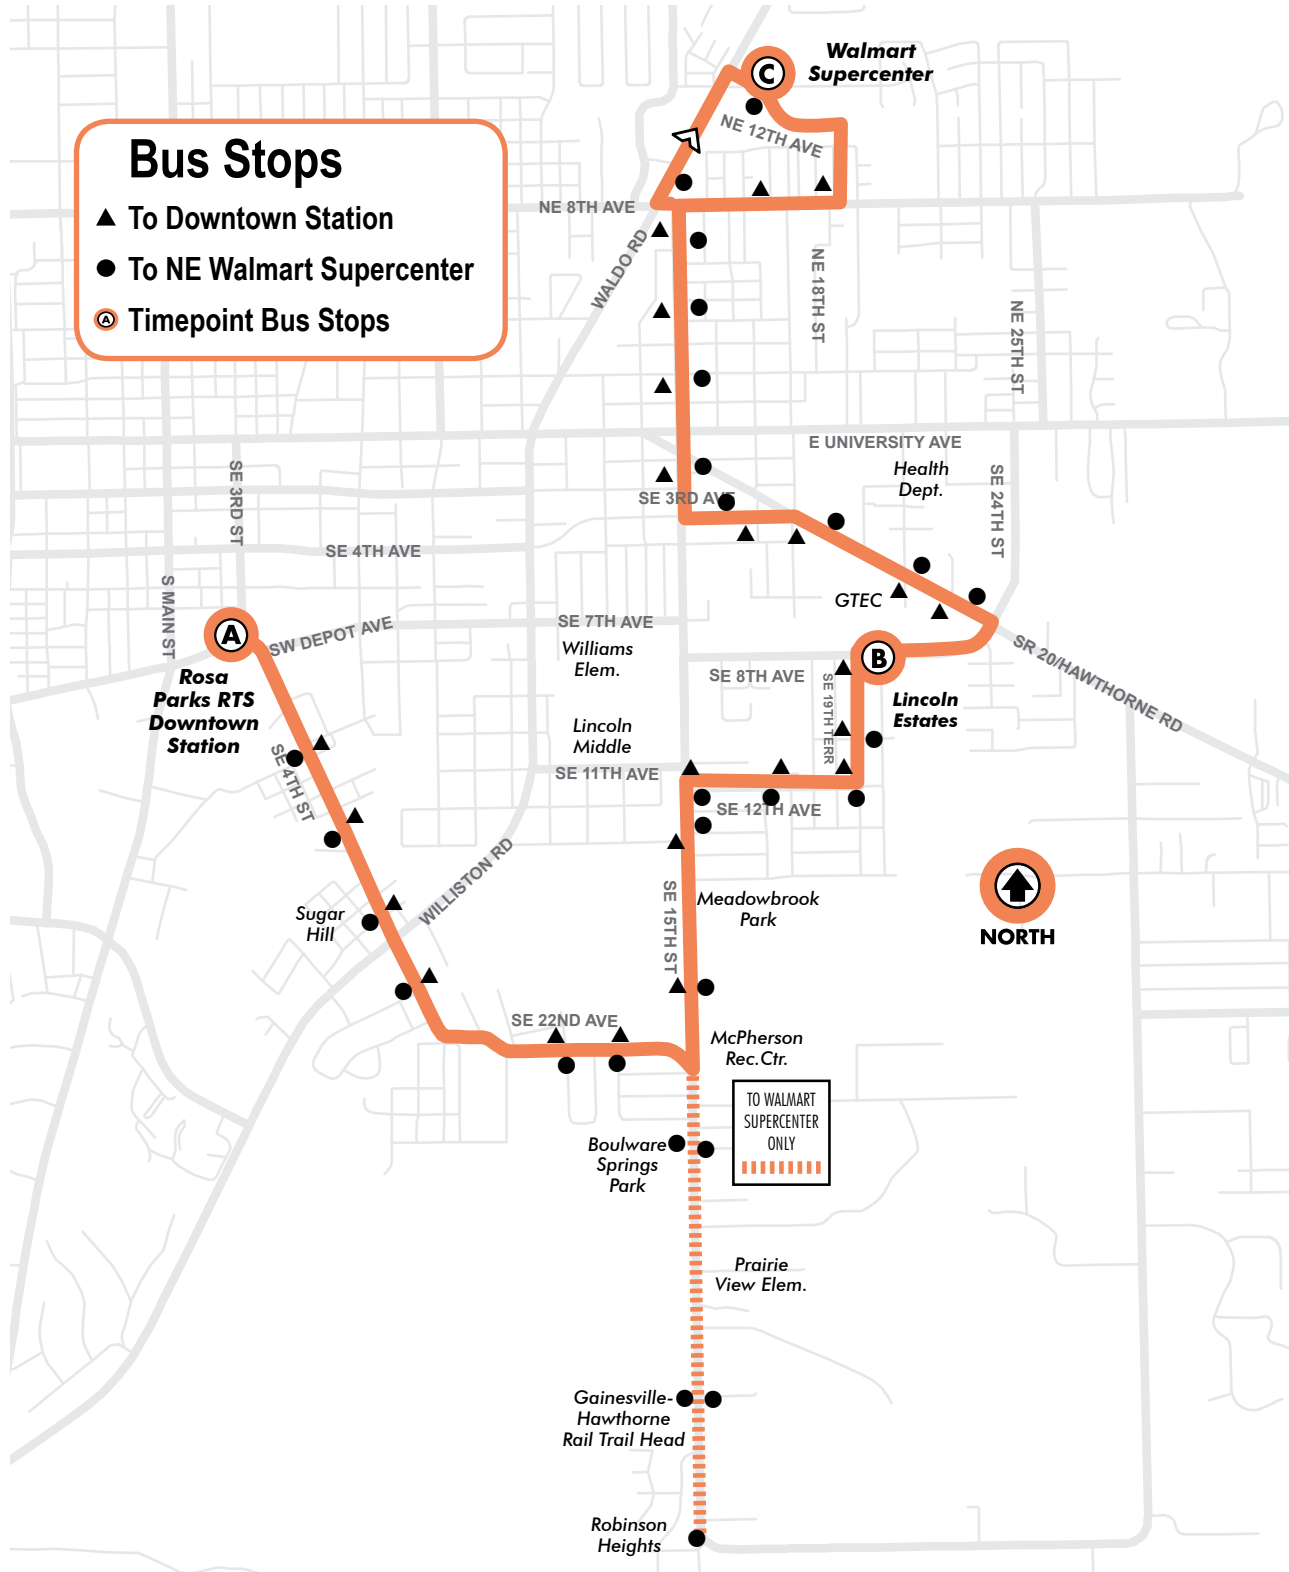 Walmart
Supercenter
C
NE 12TH AVE
Bus Stops
To Downtown Station
To NE Walmart Supercenter
A
Timepoint Bus Stops
NE 8TH AVE
WALDO RD
NE 18TH ST
NE 25TH ST
E UNIVERSITY AVE
Health
Dept.
SE 3RD ST
SE 3RD AVE
SE 24TH ST
SE 4TH AVE
S MAIN ST
GTEC
A
SW DEPOT AVE
SE 7TH AVE
Williams
Elem.
B
SR 20/HAWTHORNE RD
SE 8TH AVE
SE 19TH TERR
Rosa
Parks RTS
Downtown
Station
Lincoln
Estates
Lincoln
Middle
SE 4TH ST
SE 11TH AVE
SE 12TH AVE
WILLISTON RD
Sugar
Hill
SE 15TH ST
Meadowbrook
Park
NORTH
SE 22ND AVE
McPherson
Rec.Ctr.
TO WALMART
SUPERCENTER
ONLY
Boulware
Springs
Park
Prairie
View Elem.
Gainesville-
Hawthorne
Rail Trail Head
Robinson
Heights